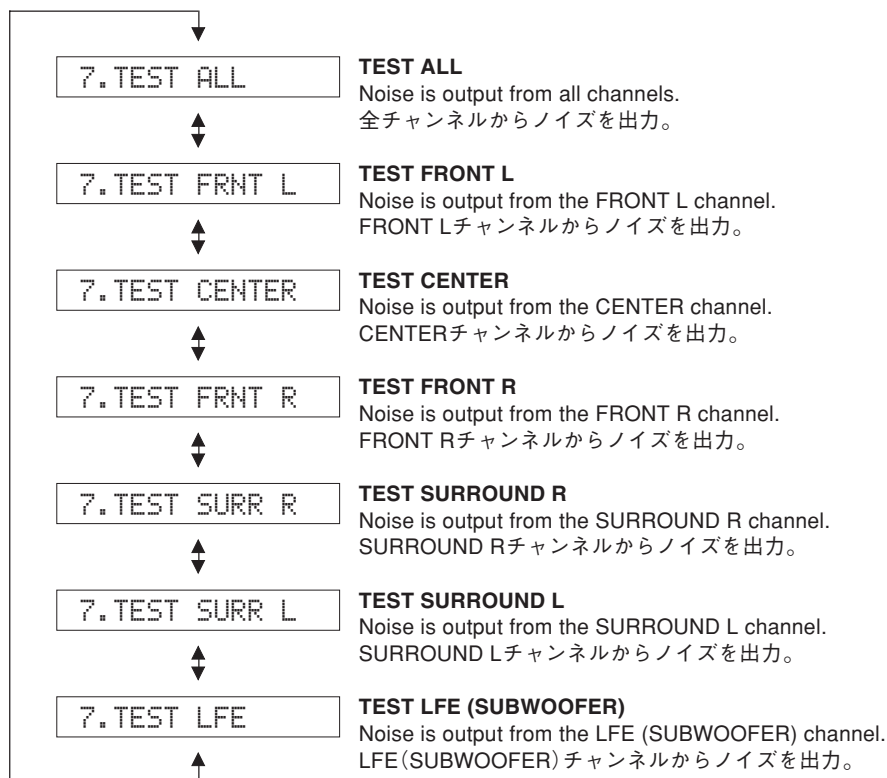 7.TEST ALL
TEST ALL
Noise is output from all channels.
全チャンネルからノイズを出力。
7.TEST FRNT L
TEST FRONT L
Noise is output from the FRONT L channel.
FRONT Lチャンネルからノイズを出力。
7.TEST CENTER
TEST CENTER
Noise is output from the CENTER channel.
CENTERチャンネルからノイズを出力。
7.TEST FRNT R
TEST FRONT R
Noise is output from the FRONT R channel.
FRONT Rチャンネルからノイズを出力。
7.TEST SURR R
TEST SURROUND R
Noise is output from the SURROUND R channel.
SURROUND Rチャンネルからノイズを出力。
7.TEST SURR L
TEST SURROUND L
Noise is output from the SURROUND L channel.
SURROUND Lチャンネルからノイズを出力。
7.TEST LFE
TEST LFE (SUBWOOFER)
Noise is output from the LFE (SUBWOOFER) channel.
LFE（SUBWOOFER）チャンネルからノイズを出力。